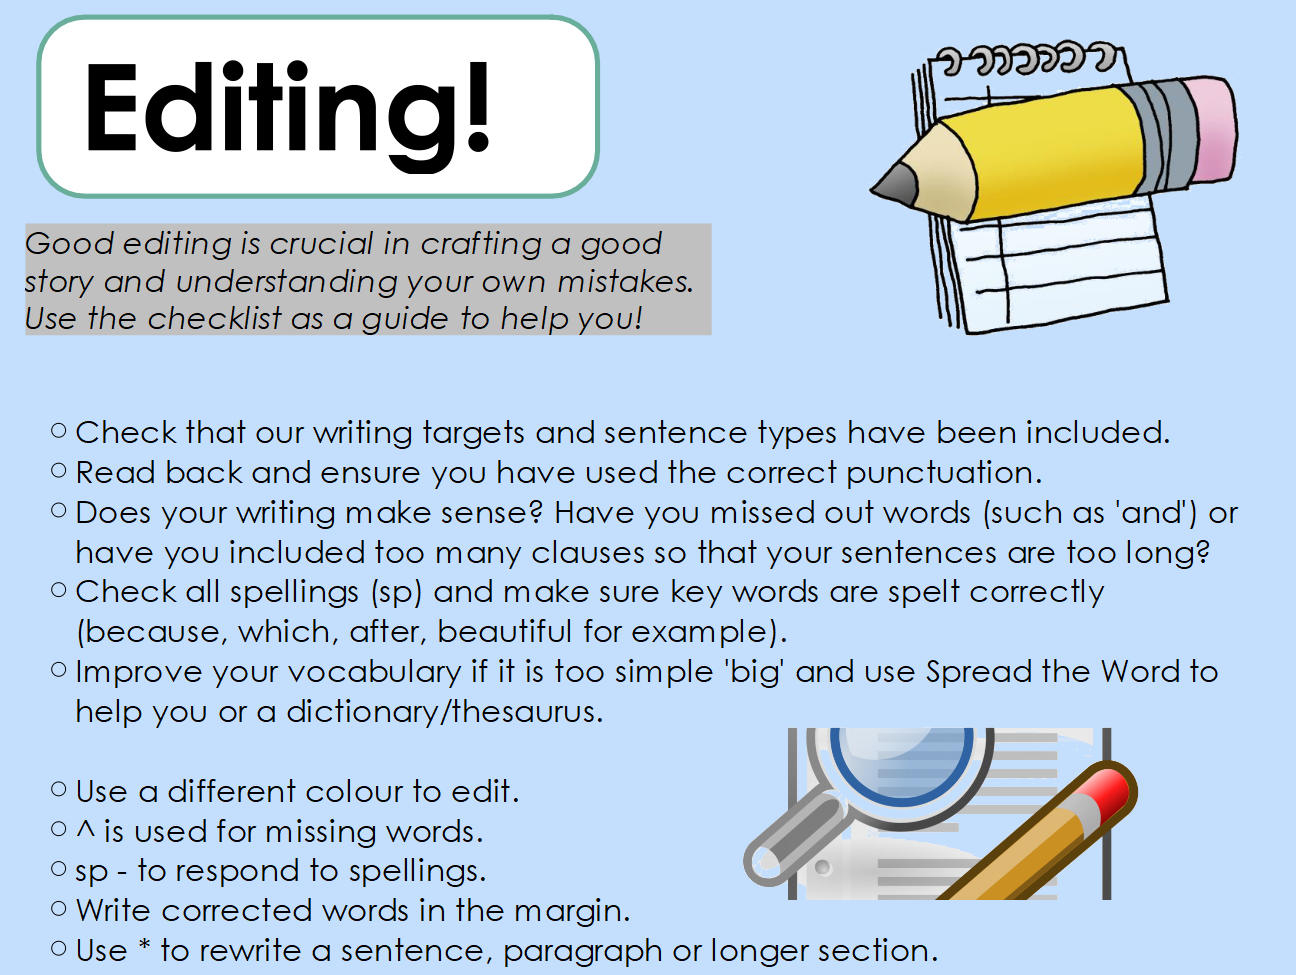 Editing!
Good editing is crucial in crafting a good
story and understanding your own mistakes.
Use the checklist as a guide to help you!
○ Check that our writing targets and sentence types have been included.
○ Read back and ensure you have used the correct punctuation.
○ Does your writing make sense? Have you missed out words (such as 'and') or
have you included too many clauses so that your sentences are too long?
○ Check all spellings (sp) and make sure key words are spelt correctly
(because, which, after, beautiful for example).
○ Improve your vocabulary if it is too simple 'big' and use Spread the Word to
help you or a dictionary/thesaurus.
○ Use a different colour to edit.
○ ^ is used for missing words.
○ sp - to respond to spellings.
○ Write corrected words in the margin.
○ Use * to rewrite a sentence, paragraph or longer section.